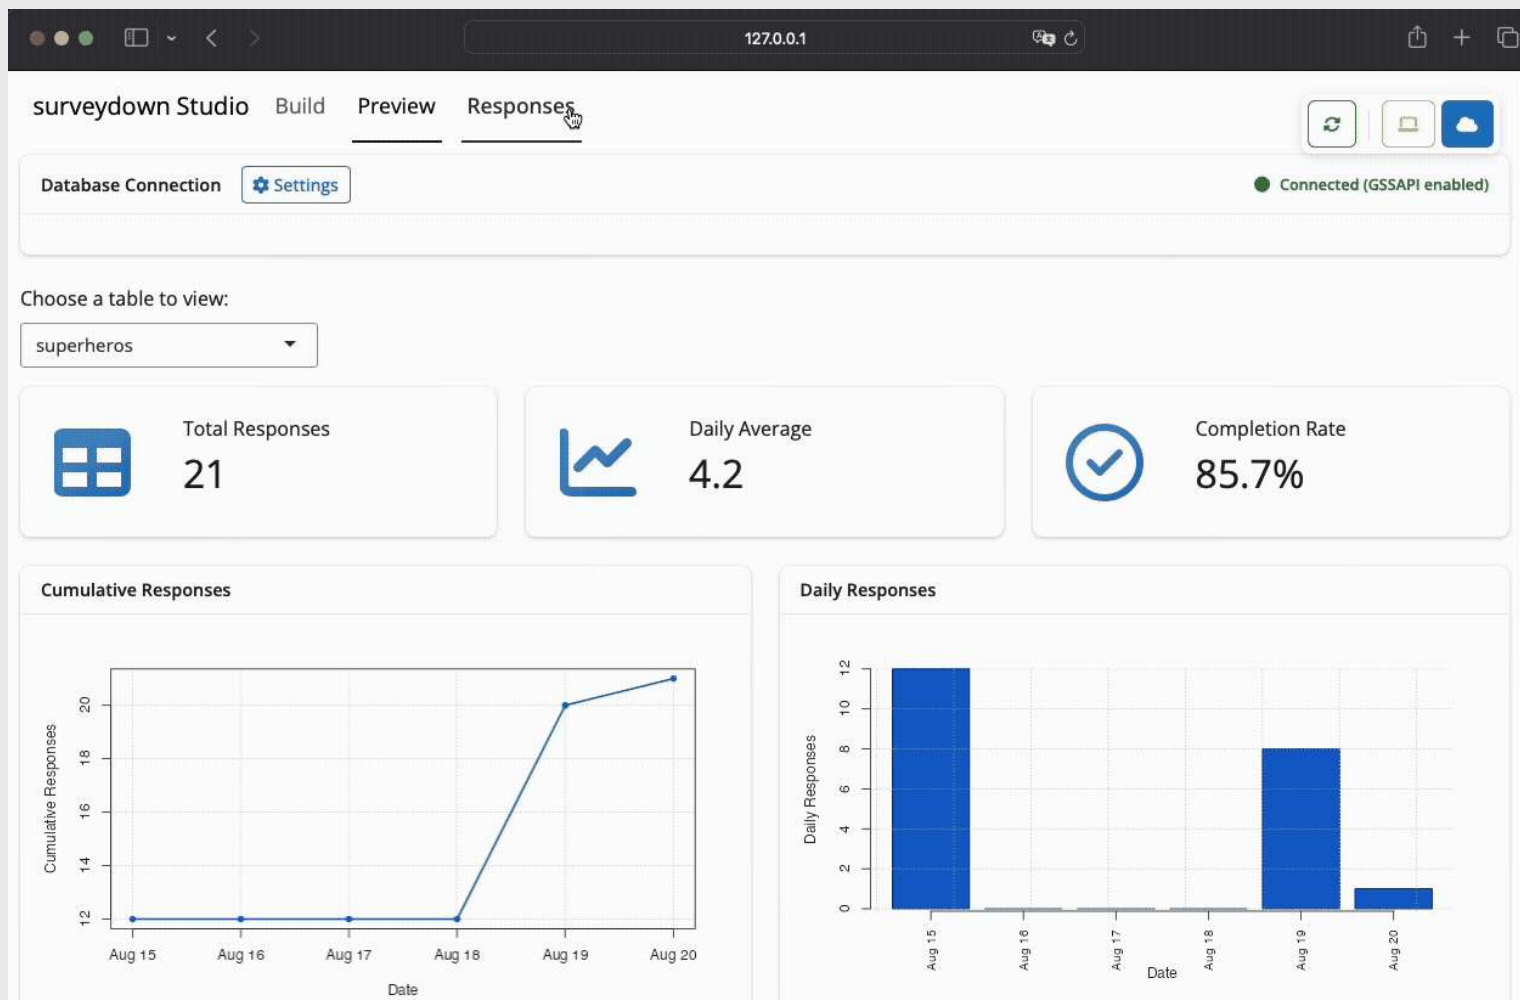 127.0.0.1
surveydown Studio Build Preview Responses
Database Connection Settings Connected (GSSAPI enabled)
Choose a table to view:
superheros
Total Responses
21
Daily Average
4.2
Completion Rate
85.7%
Cumulative Responses
Cumulative Responses
20
18
16
14
12
Aug 15 Aug 16 Aug 17 Aug 18 Aug 19 Aug 20
Date
Daily Responses
Daily Responses
12
10
8
6
4
2
0
Aug 15 Aug 16 Aug 17 Aug 18 Aug 19 Aug 20
Date